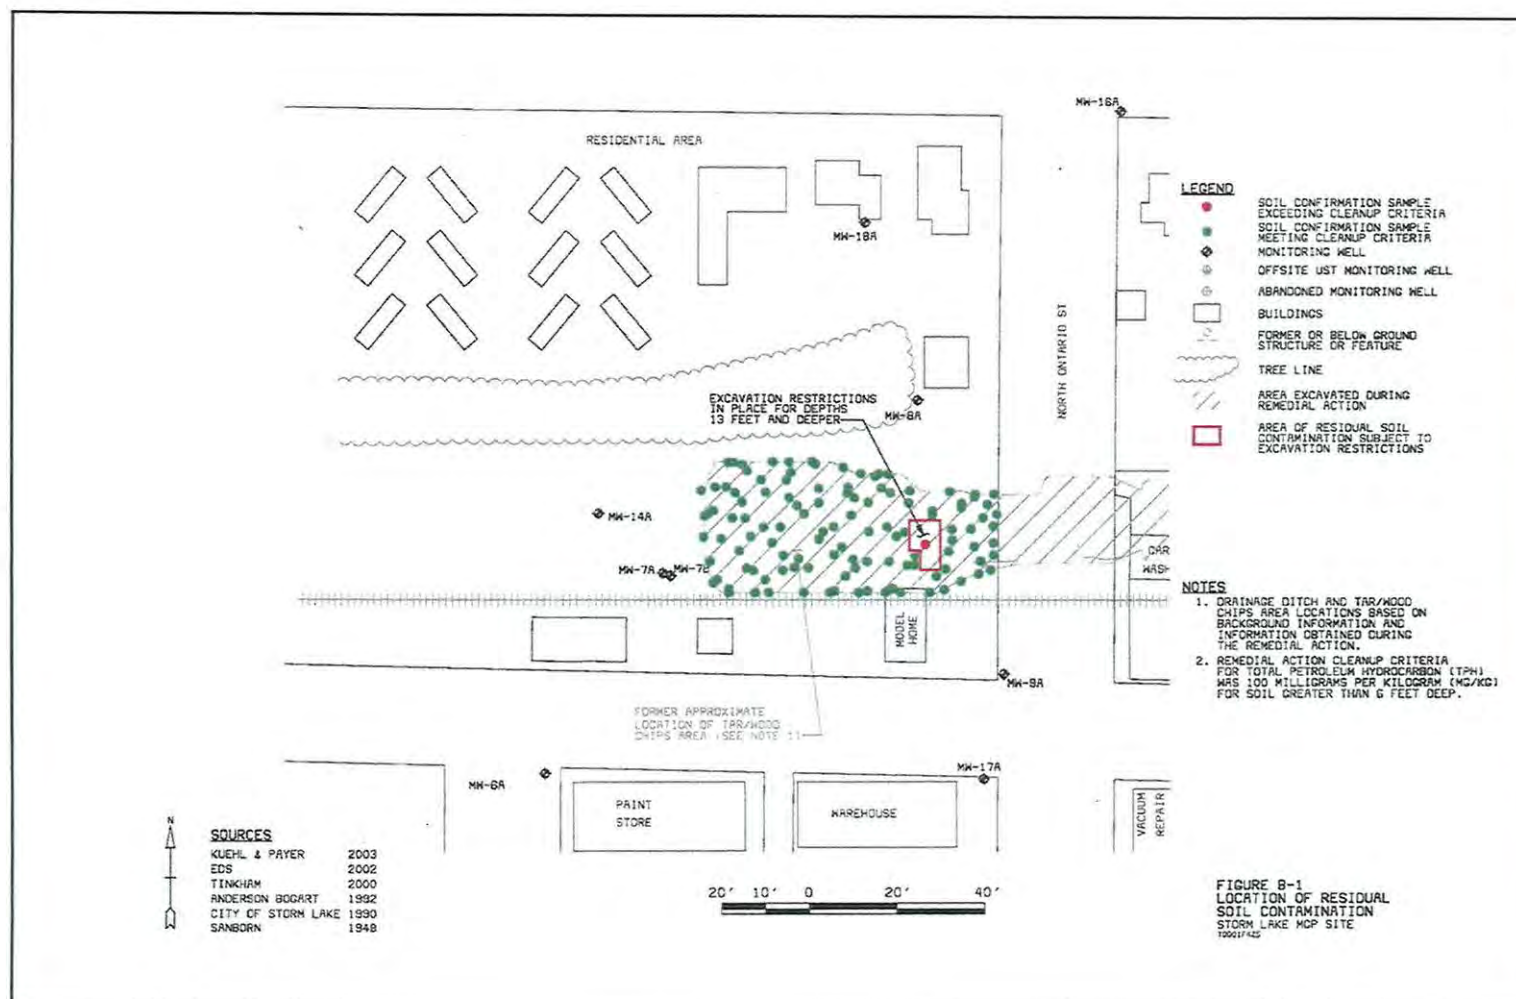 MW-16A
RESIDENTIAL AREA
MW-18A
NORTH ONTARIO ST
EXCAVATION RESTRICTIONS
IN PLACE FOR DEPTHS
13 FEET AND DEEPER
MW-8A
MW-14A
MW-7A
CAR
WASH
MODEL
HOME
MW-9A
FORMER APPROXIMATE
LOCATION OF TAR/WOOD
CHIPS AREA (SEE NOTE 1)
MW-6A
MW-17A
PAINT
STORE
WAREHOUSE
VACUUM
REPAIR
LEGEND
SOIL CONFIRMATION SAMPLE
EXCEEDING CLEANUP CRITERIA
SOIL CONFIRMATION SAMPLE
MEETING CLEANUP CRITERIA
MONITORING WELL
OFFSITE UST MONITORING WELL
ABANDONED MONITORING WELL
BUILDINGS
FORMER OR BELOW GROUND
STRUCTURE OR FEATURE
TREE LINE
AREA EXCAVATED DURING
REMEDIAL ACTION
AREA OF RESIDUAL SOIL
CONTAMINATION SUBJECT TO
EXCAVATION RESTRICTIONS
NOTES
1. DRAINAGE DITCH AND TAR/WOOD
CHIPS AREA LOCATIONS BASED ON
BACKGROUND INFORMATION AND
INFORMATION OBTAINED DURING
THE REMEDIAL ACTION.
2. REMEDIAL ACTION CLEANUP CRITERIA
FOR TOTAL PETROLEUM HYDROCARBON (TPH)
WAS 100 MILLIGRAMS PER KILOGRAM (MG/KG)
FOR SOIL GREATER THAN 6 FEET DEEP.
N
SOURCES
KUEHL & PAYER 2003
EDS 2002
TINKHAM 2000
ANDERSON BOGART 1992
CITY OF STORM LAKE 1990
SANBORN 1948
20' 10' 0 20' 40'
FIGURE B-1
LOCATION OF RESIDUAL
SOIL CONTAMINATION
STORM LAKE MGP SITE